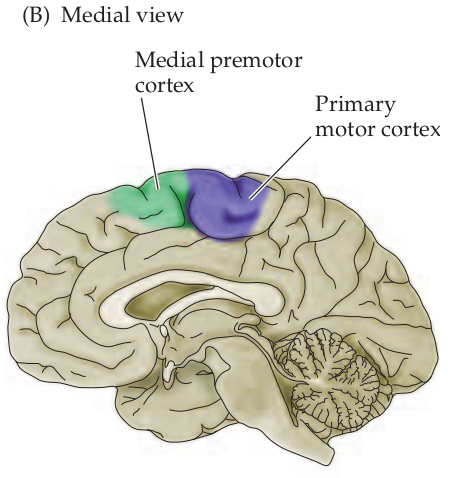 (B) Medial view
Medial premotor
cortex
Primary
motor cortex